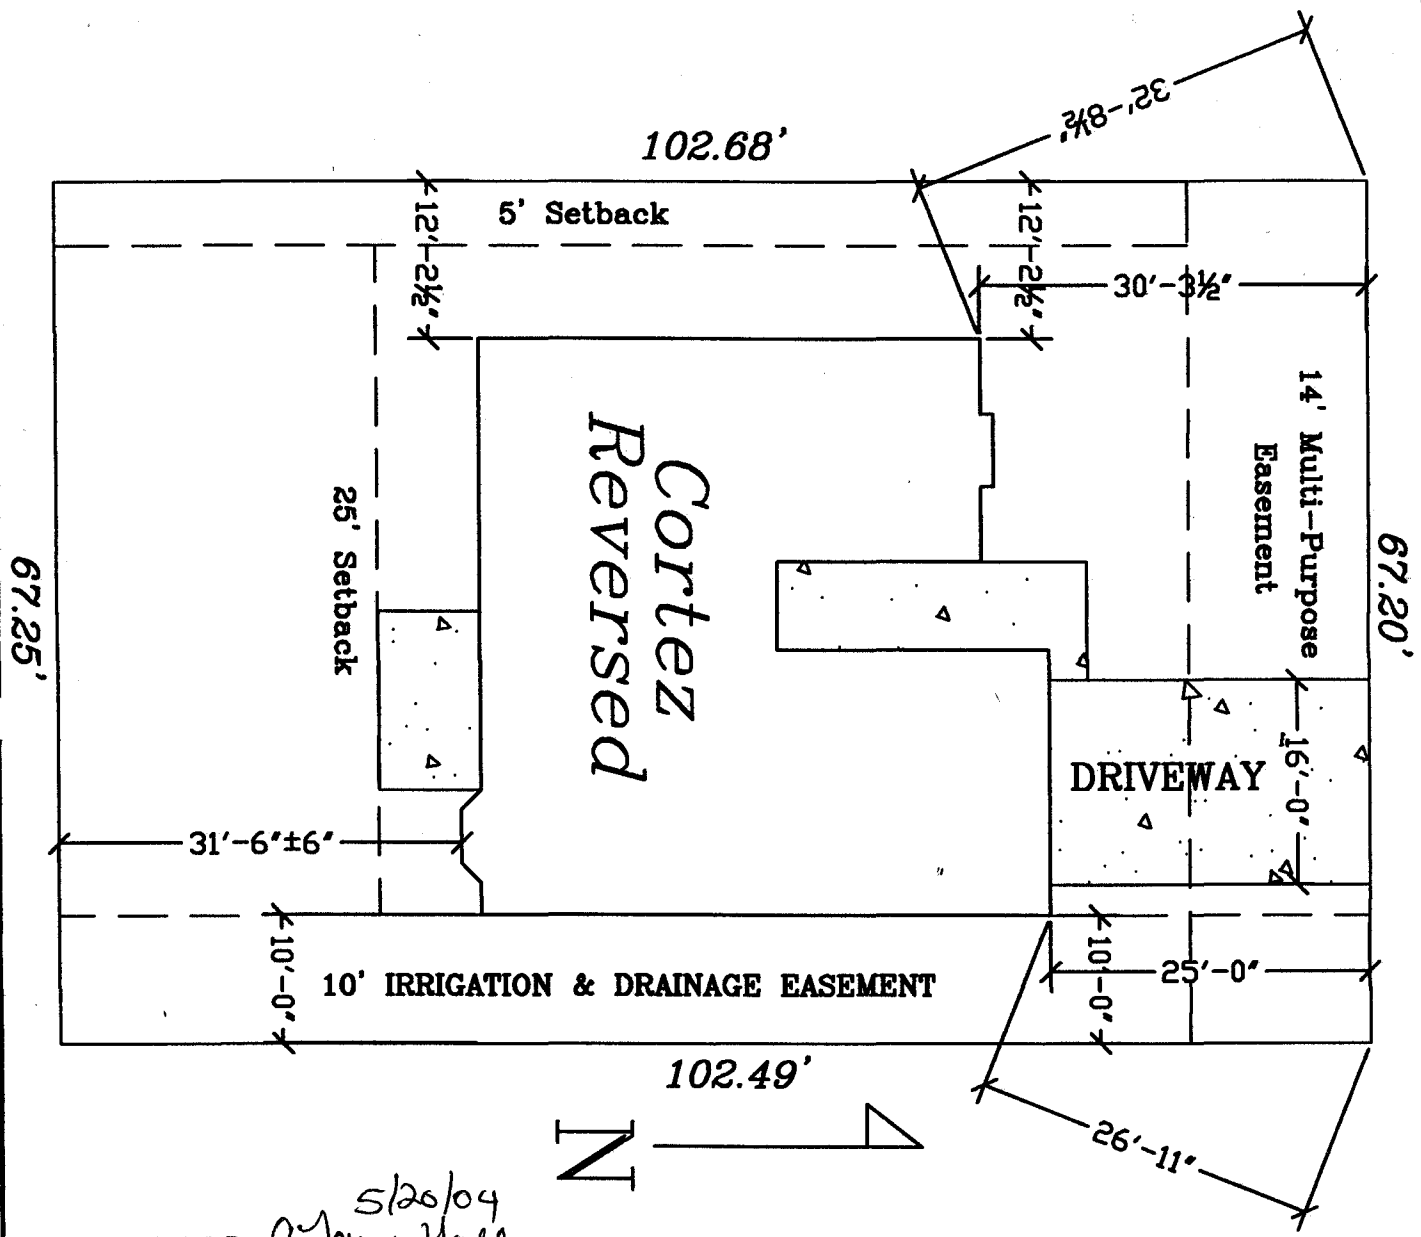 32'-8½"
102.68'
5' Setback
12'-2½"
12'-2½"
30'-3½"
14' Multi-Purpose
Easement
67.20'
Cortez
Reversed
25' Setback
67.25'
16'-0"
DRIVEWAY
31'-6"±6"
10'-0"
10' IRRIGATION & DRAINAGE EASEMENT
10'-0"
25'-0"
102.49'
26'-11"
N
5/20/04